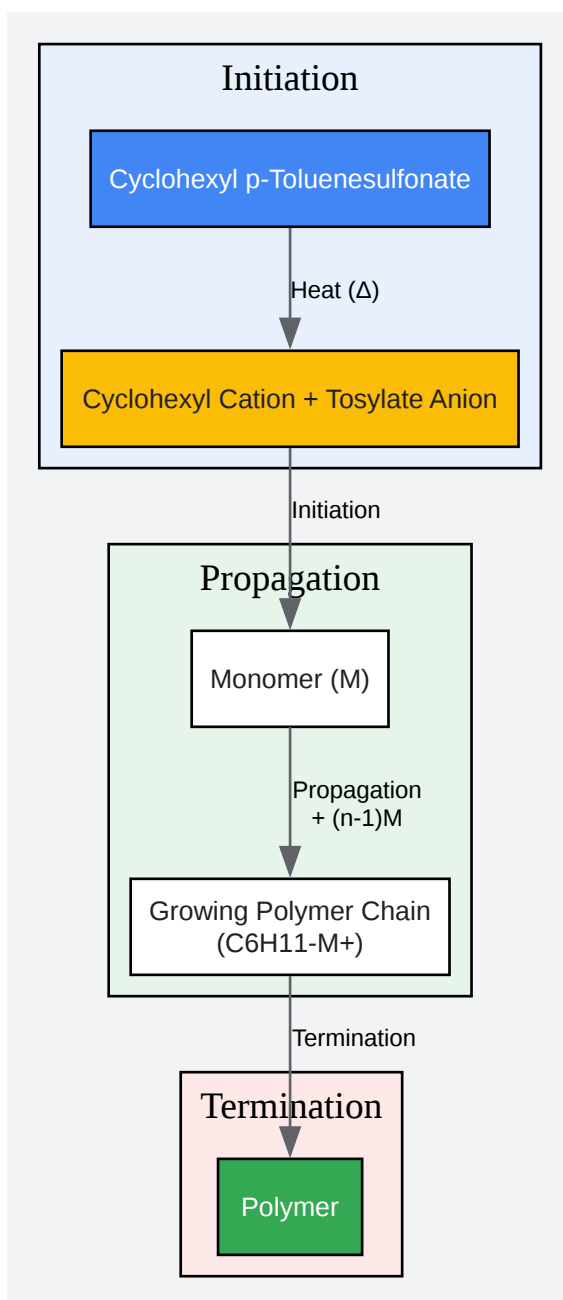 Initiation
Cyclohexyl p-Toluenesulfonate
Heat (Δ)
Cyclohexyl Cation + Tosylate Anion
Initiation
Propagation
Monomer (M)
Propagation
+ (n-1)M
Growing Polymer Chain
(C6H11-M+)
Termination
Termination
Polymer